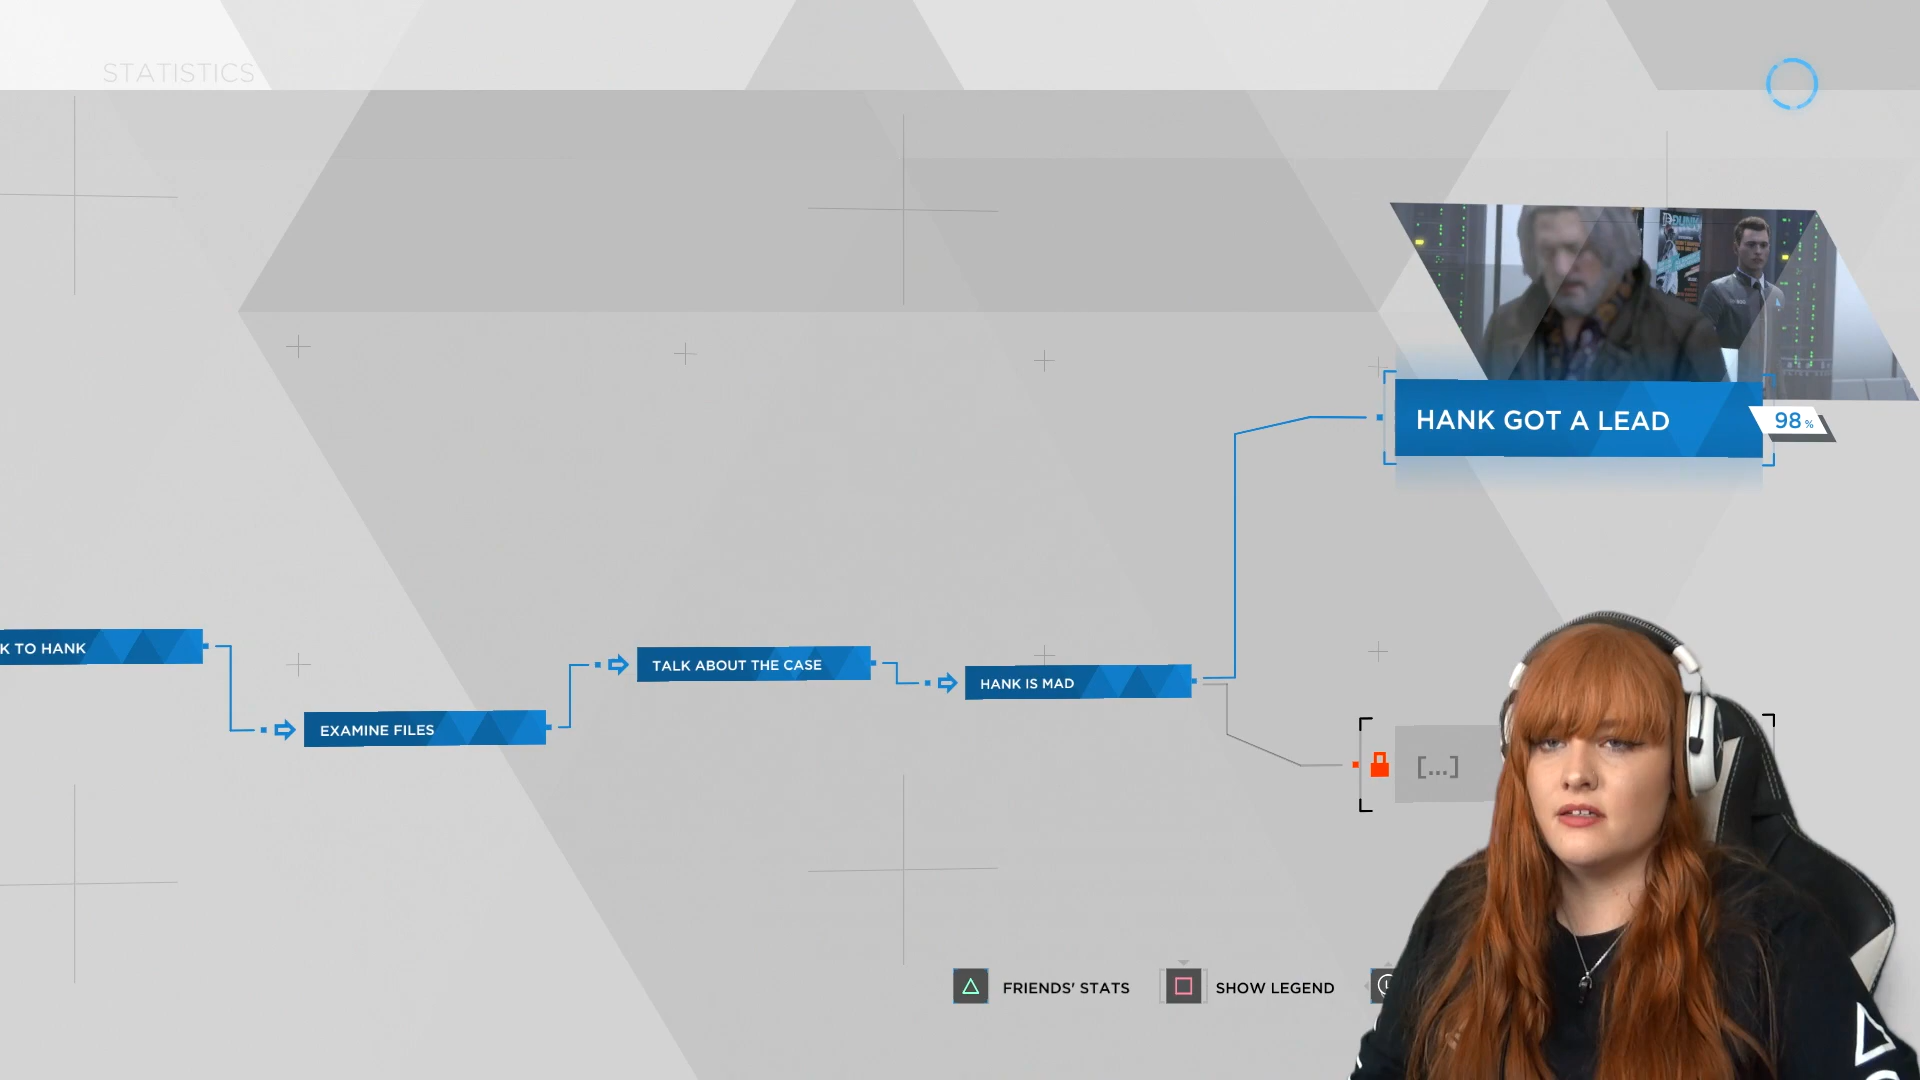 STATISTICS
HANK GOT A LEAD
98%
K TO HANK
EXAMINE FILES
TALK ABOUT THE CASE
HANK IS MAD
[...]
FRIENDS' STATS
SHOW LEGEND